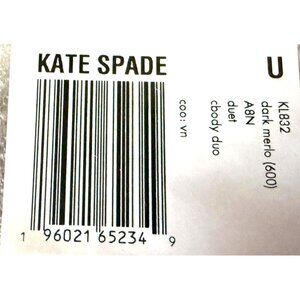 KATE SPADE
U
KL832
dark merlo (600)
A8N
duet
cbody duo
coo: vn
1 96021 65234 9